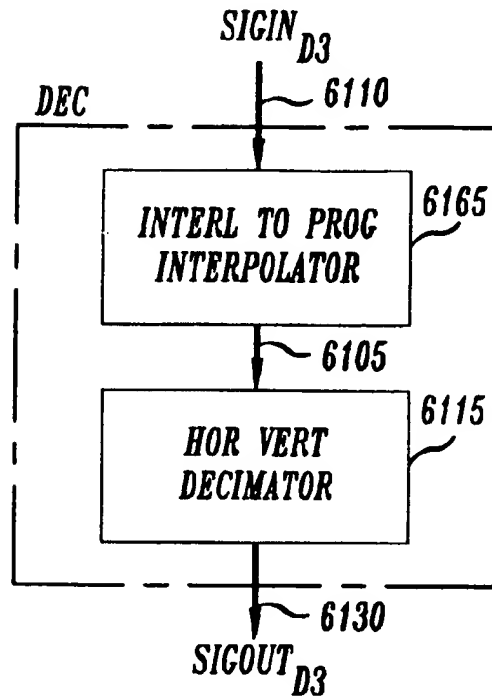 SIGIN D3
6110
DEC
INTERL TO PROG
INTERPOLATOR
6165
6105
HOR VERT
DECIMATOR
6115
6130
SIGOUT D3